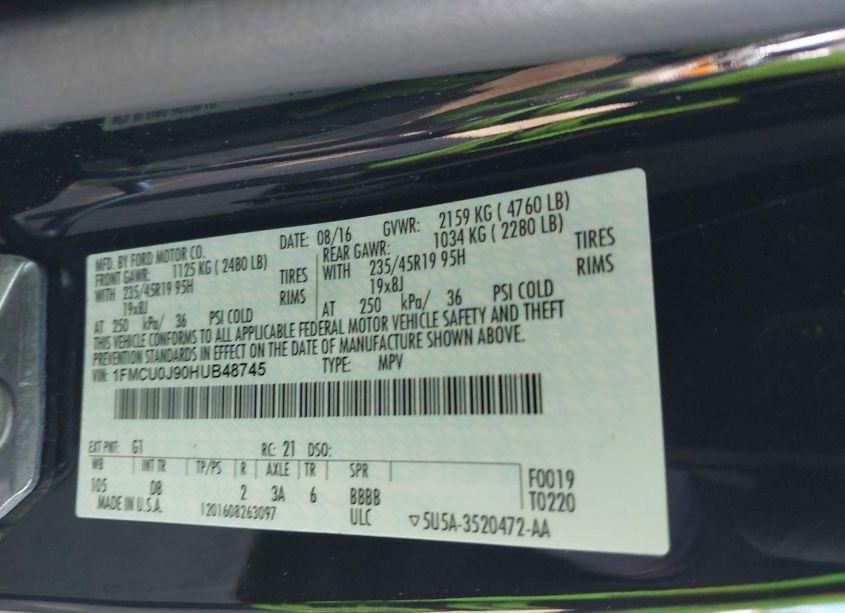 MFD. BY FORD MOTOR CO. DATE: 08/16 GVWR: 2159 KG ( 4760 LB)
FRONT GAWR: 1125 KG ( 2480 LB) REAR GAWR: 1034 KG ( 2280 LB)
WITH 235/45R19 95H TIRES WITH 235/45R19 95H TIRES
19x8J RIMS 19x8J RIMS
AT 250 kPa/ 36 PSI COLD AT 250 kPa/ 36 PSI COLD
THIS VEHICLE CONFORMS TO ALL APPLICABLE FEDERAL MOTOR VEHICLE SAFETY AND THEFT
PREVENTION STANDARDS IN EFFECT ON THE DATE OF MANUFACTURE SHOWN ABOVE.
VIN: 1FMCU0J90HUB48745 TYPE: MPV
EXT PNT: G1 RC: 21 DSO:
WB INT TR TP/PS R AXLE TR SPR F0019
105 DB 2 3A 6 BBBB T0220
MADE IN U.S.A. 1201608263097 ULC ▽5U5A-3520472-AA